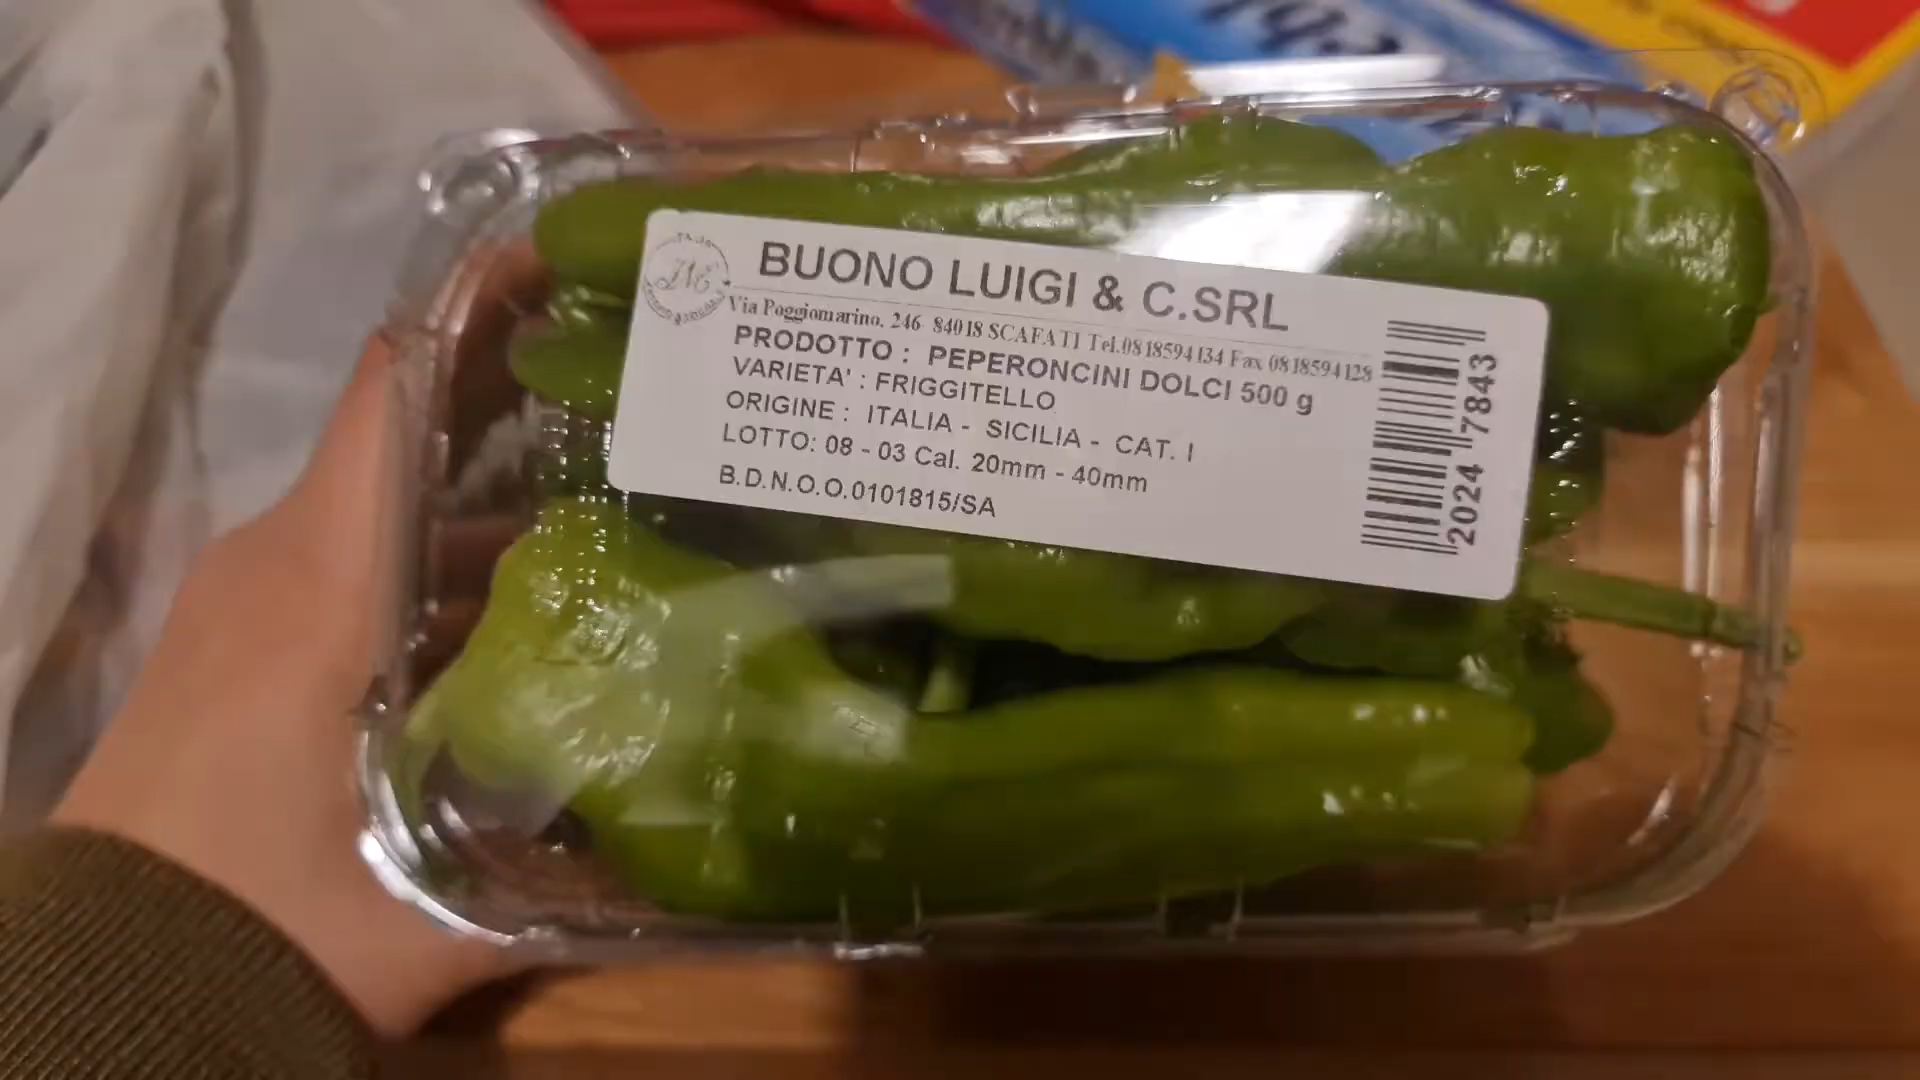 BUONO LUIGI & C.SRL
Via Poggiomarino, 246 84018 SCAFATI Tel.0818594134 Fax 0818594128
PRODOTTO : PEPERONCINI DOLCI 500 g
VARIETA' : FRIGGITELLO
ORIGINE : ITALIA - SICILIA - CAT. I
LOTTO: 08 - 03 Cal. 20mm - 40mm
B.D.N.O.O.0101815/SA
2024 7843